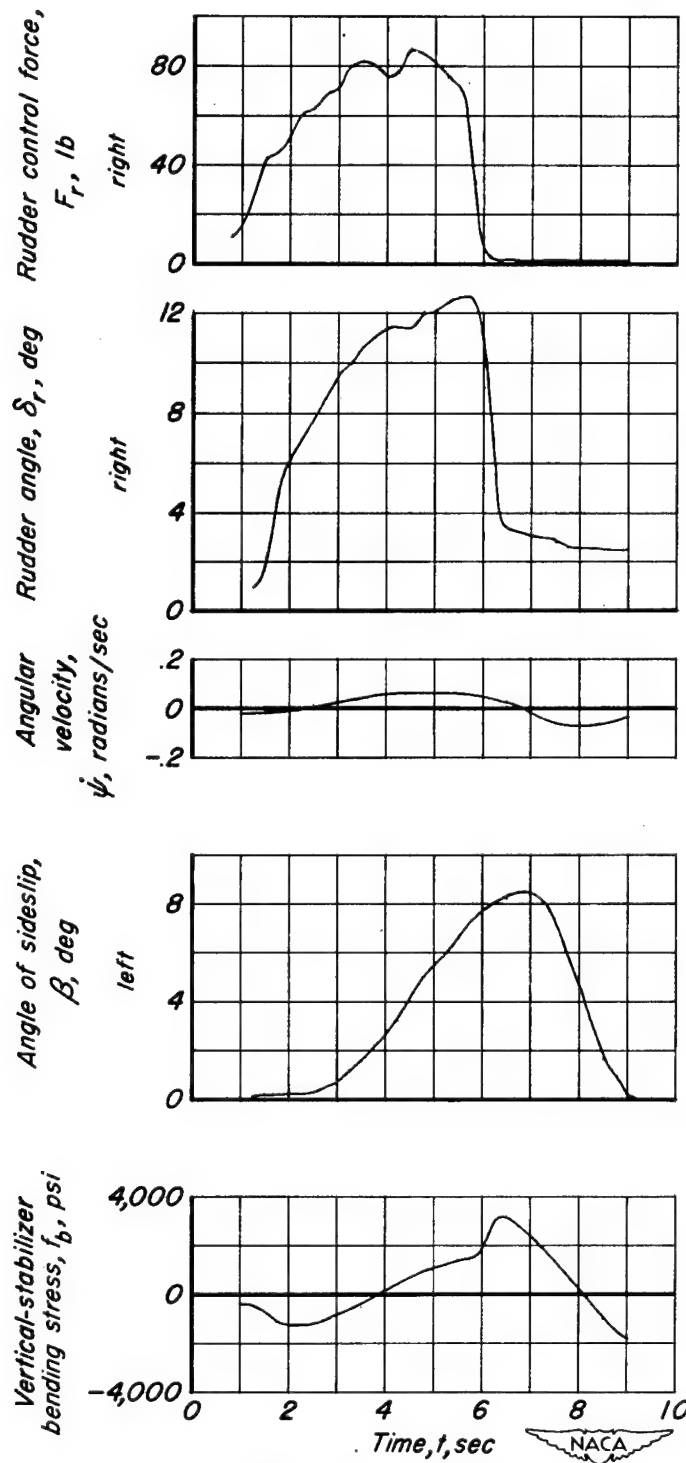 Rudder control force,
F_r, lb
right
80
40
0
Rudder angle, δ_r, deg
right
12
8
4
0
Angular
velocity,
ψ̇, radians/sec
.2
0
-.2
Angle of sideslip,
β, deg
left
8
4
0
Vertical-stabilizer
bending stress, f_b, psi
4,000
0
-4,000
0 2 4 6 8 10
Time, t, sec
NACA